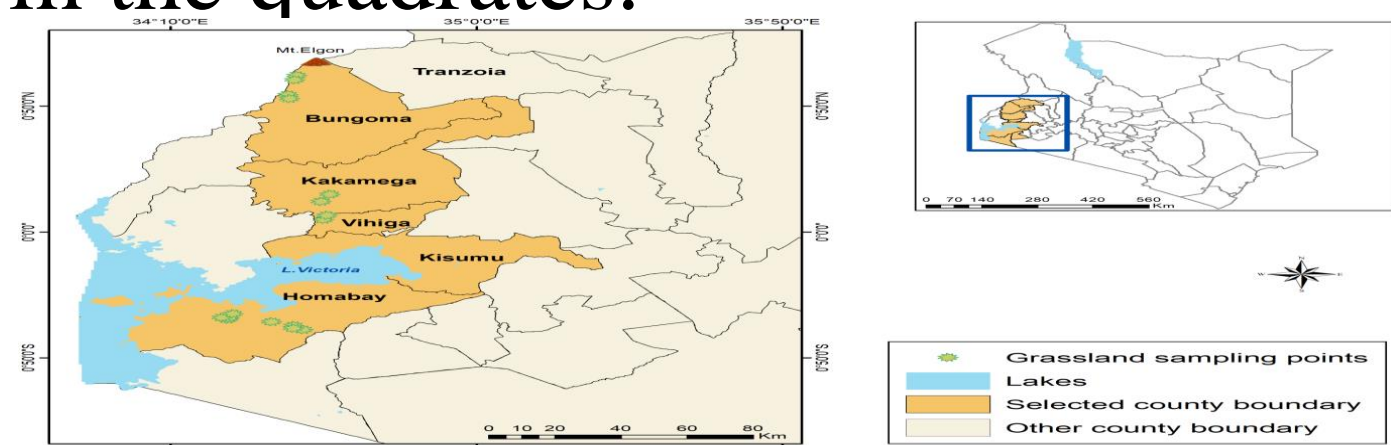 in the quadrates.
34°10'0"E 35°0'0"E 35°50'0"E
Mt.Elgon
Tranzoia
0°50'0"N 0°50'0"N
Bungoma
Kakamega
Vihiga
0°0'0" 0°0'0"
Kisumu
L.Victoria
Homabay
0°50'0"S 0°50'0"S
0 10 20 40 60 80
Km
0 70 140 280 420 560
Km
N
W E
S
Grassland sampling points
Lakes
Selected county boundary
Other county boundary